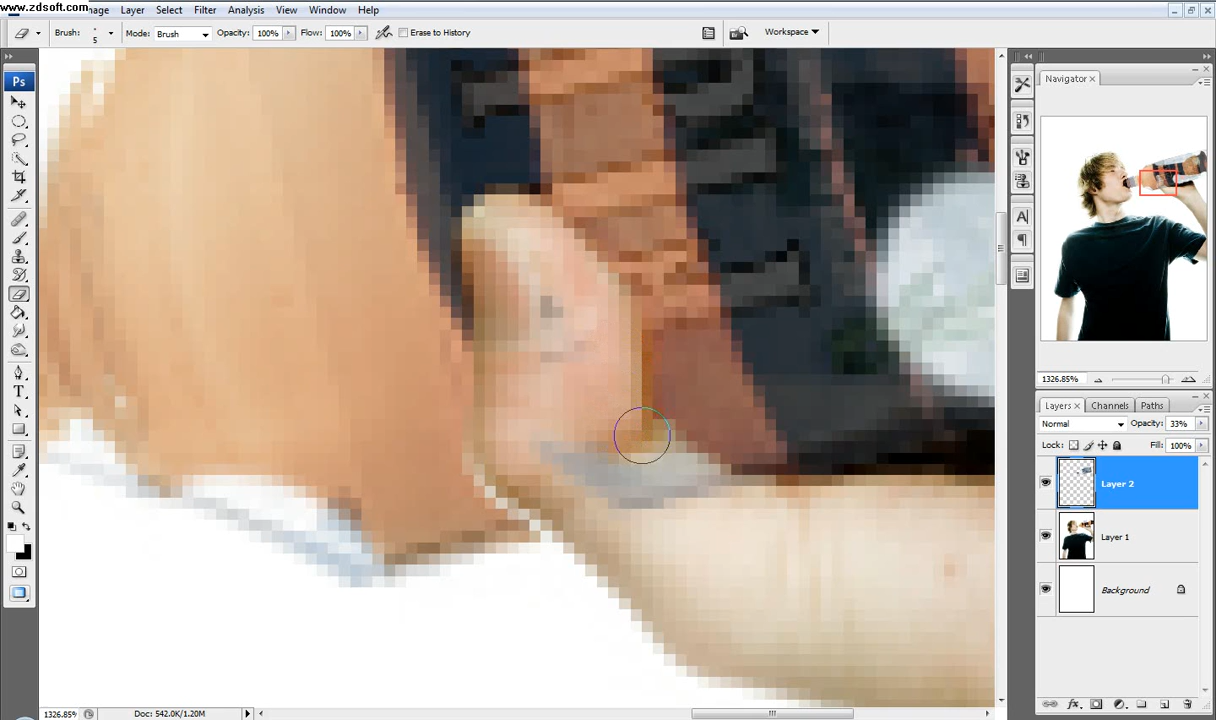 www.zdsoft.com
Image Layer Select Filter Analysis View Window Help
Brush: 5 Mode: Brush Opacity: 100% Flow: 100% Erase to History Workspace
Ps
Navigator
1326.85%
Layers Channels Paths
Normal Opacity: 33%
Lock: Fill: 100%
Layer 2
Layer 1
Background
1326.85% Doc: 542.0K/1.20M